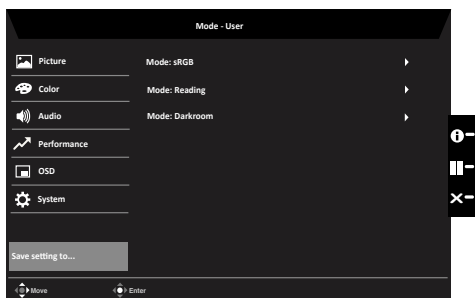 Mode - User
Picture
Mode: sRGB
Color
Mode: Reading
Audio
Mode: Darkroom
Performance
OSD
System
Save setting to...
Move
Enter